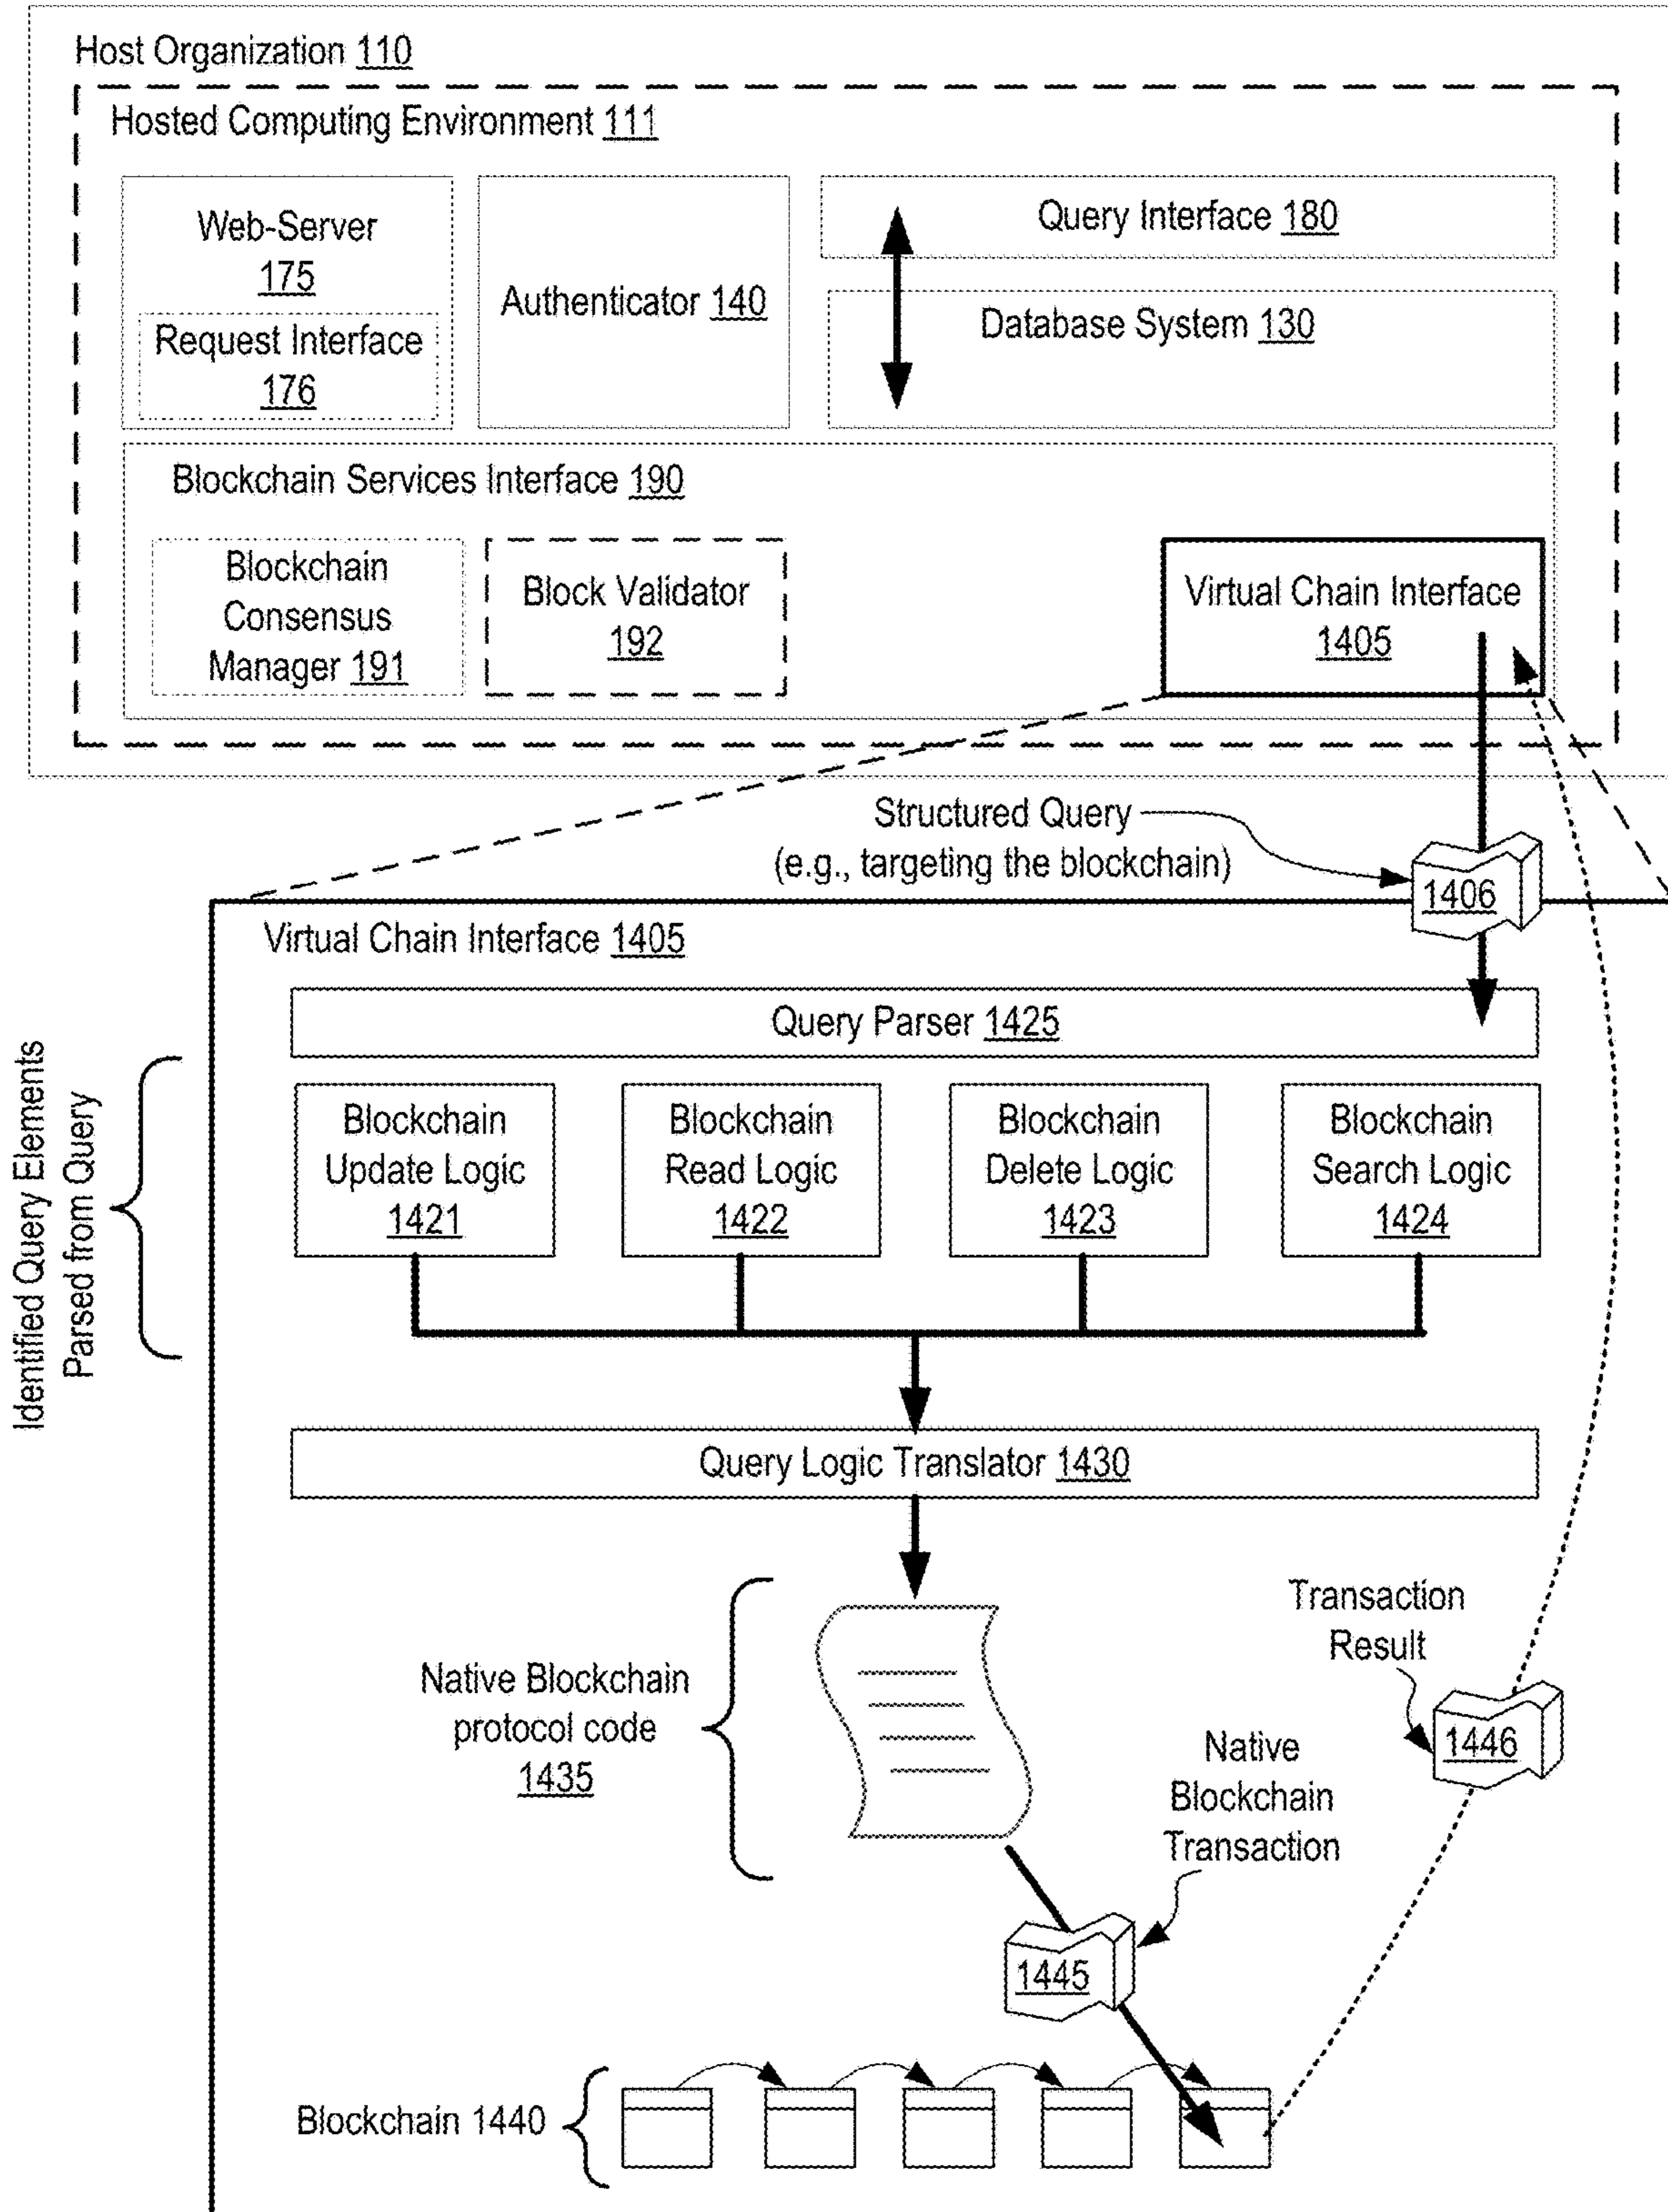 Host Organization 110
Hosted Computing Environment 111
Web-Server
175
Request Interface
176
Authenticator 140
Query Interface 180
Database System 130
Blockchain Services Interface 190
Blockchain
Consensus
Manager 191
Block Validator
192
Virtual Chain Interface
1405
Structured Query
(e.g., targeting the blockchain)
1406
Virtual Chain Interface 1405
Query Parser 1425
Identified Query Elements
Parsed from Query
Blockchain
Update Logic
1421
Blockchain
Read Logic
1422
Blockchain
Delete Logic
1423
Blockchain
Search Logic
1424
Query Logic Translator 1430
Native Blockchain
protocol code
1435
Transaction
Result
1446
Native
Blockchain
Transaction
1445
Blockchain 1440